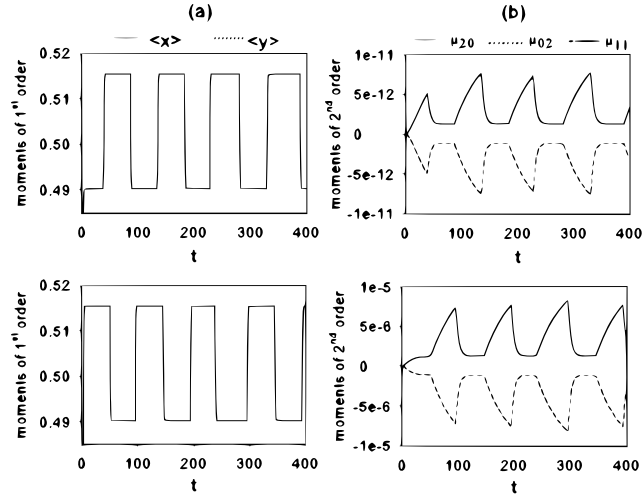 (a)
(b)
<x> <y>
μ20 μ02 μ11
moments of 1st order
0.52
0.51
0.50
0.49
0 100 200 300 400
t
moments of 2nd order
1e-11
5e-12
0
-5e-12
-1e-11
0 100 200 300 400
t
moments of 1st order
0.52
0.51
0.50
0.49
0 100 200 300 400
t
moments of 2nd order
1e-5
5e-6
0
-5e-6
-1e-5
0 100 200 300 400
t